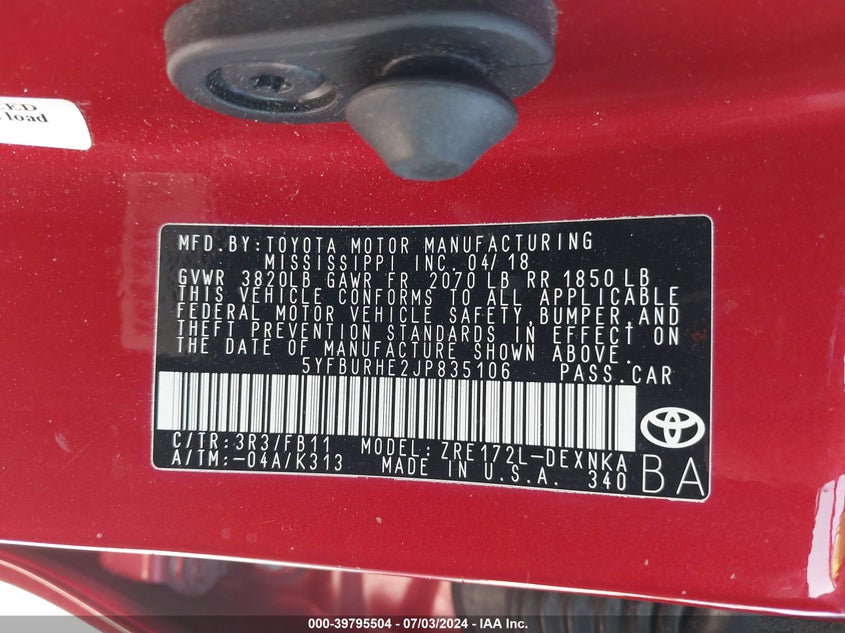 EED
load
MFD.BY:TOYOTA MOTOR MANUFACTURING
MISSISSIPPI INC 04/18
GVWR 3820LB GAWR FR 2070 LB RR 1850 LB
THIS VEHICLE CONFORMS TO ALL APPLICABLE
FEDERAL MOTOR VEHICLE SAFETY, BUMPER, AND
THEFT PREVENTION STANDARDS IN EFFECT ON
THE DATE OF MANUFACTURE SHOWN ABOVE.
5YFBURHE2JP835106 PASS.CAR
C/TR:3R3/FB11 MODEL: ZRE172L-DEXNKA
A/TM:-04A/K313 MADE IN U.S.A. 340 BA
000-39795504 - 07/03/2024 - IAA Inc.